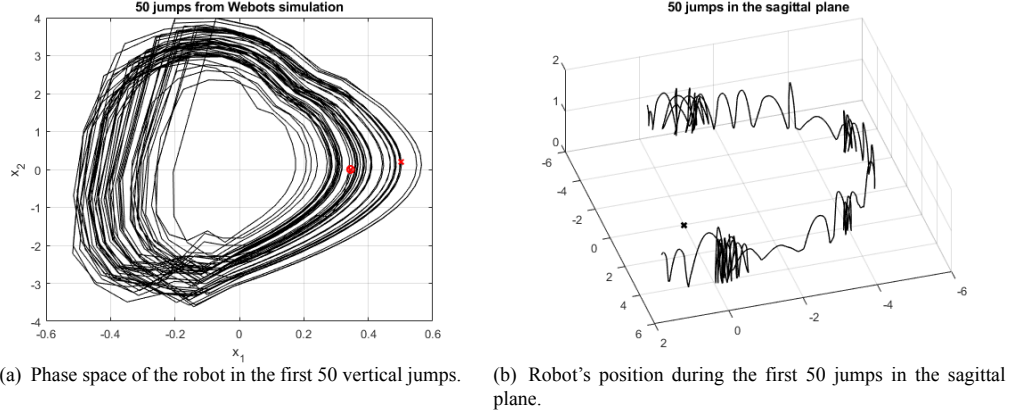 50 jumps from Webots simulation
4
3
2
1
0
-1
-2
-3
-4
x2
-0.6 -0.4 -0.2 0 0.2 0.4 0.6
x1
(a) Phase space of the robot in the first 50 vertical jumps.
50 jumps in the sagittal plane
2
1
0
-6
-4
-2
0
2
4
6
2 0 -2 -4 -6
(b) Robot's position during the first 50 jumps in the sagittal
plane.